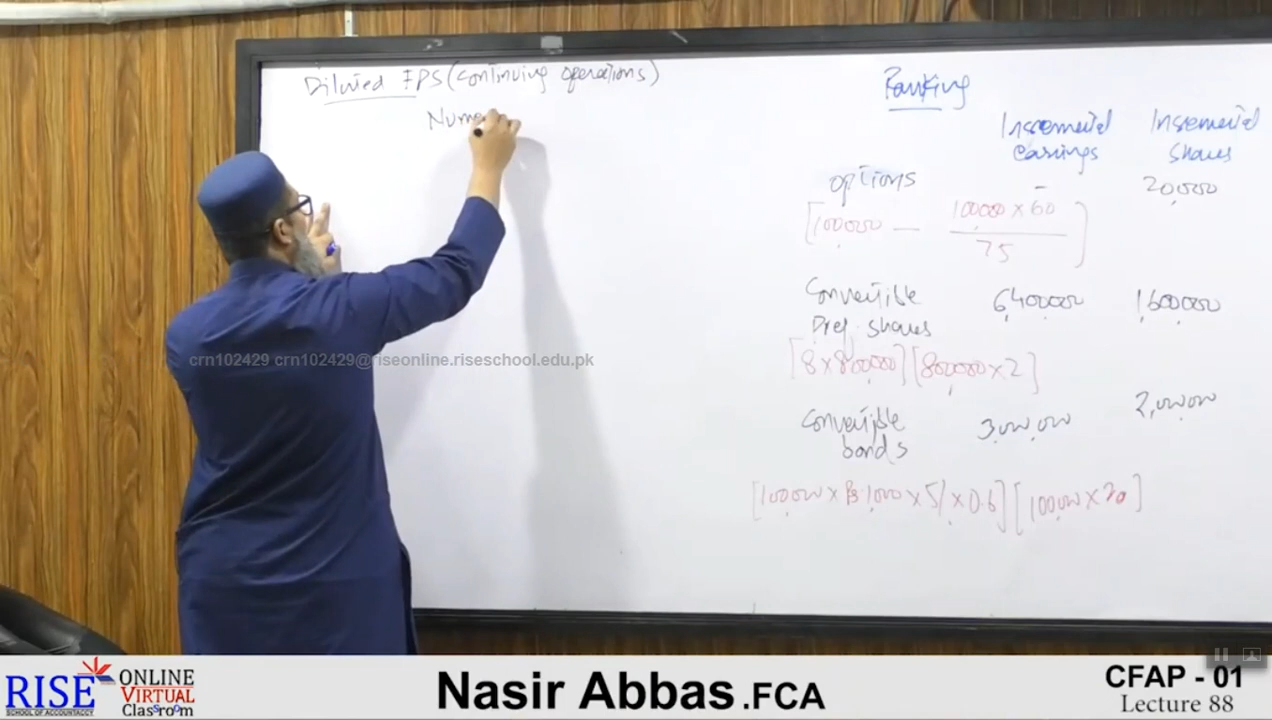 Diluted EPS (continuing operations)
Nume
Ranking
Incremental earnings
Incremental shares
options
-
20,000
[100,000 — 100,000 × 60 / 75]
Convertible Pref. shares
6,400,000
1,600,000
[8 × 800,000] [800,000 × 2]
Convertible bonds
3,000,000
2,000,000
[100,000 × Rs. 1,000 × 5% × 0.6] [100,000 × 20]
crn102429 crn102429@riseonline.riseschool.edu.pk
RISE
SCHOOL OF ACCOUNTANCY
ONLINE
VIRTUAL
Classroom
Nasir Abbas .FCA
CFAP - 01
Lecture 88